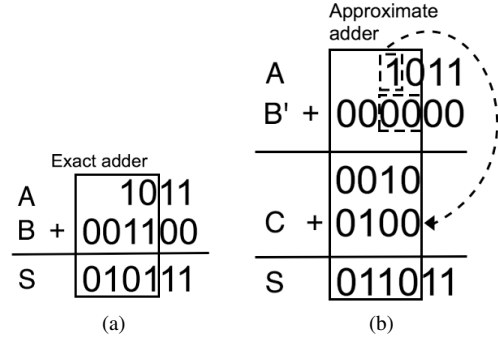 Exact adder
A 1011
B + 001100
S 010111
(a)
Approximate
adder
A 1011
B' + 000000
0010
C + 0100
S 011011
(b)